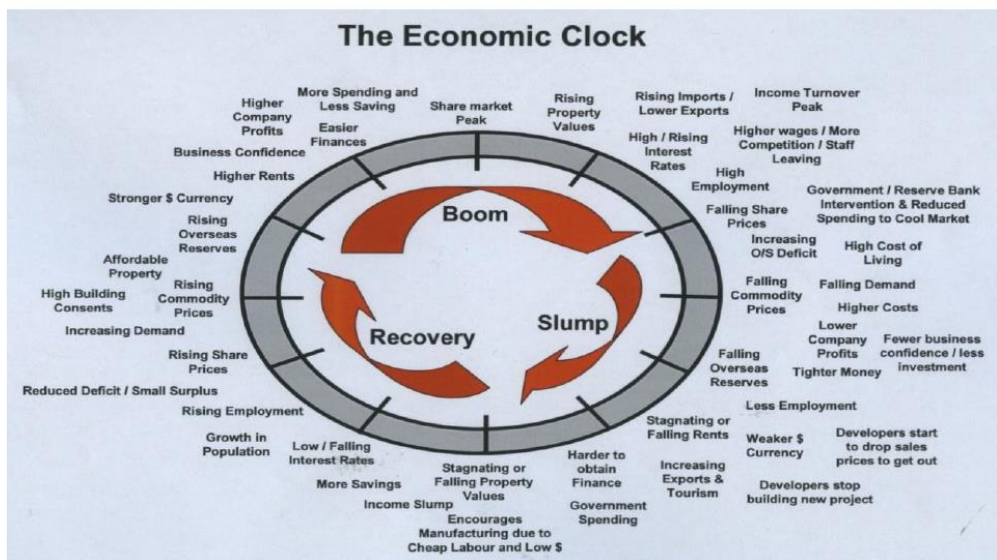 The Economic Clock
More Spending and
Less Saving
Higher
Company
Profits
Easier
Finances
Share market
Peak
Rising
Property
Values
Rising Imports /
Lower Exports
Income Turnover
Peak
Business Confidence
High / Rising
Interest
Rates
Higher wages / More
Competition / Staff
Leaving
Higher Rents
High
Employment
Stronger $ Currency
Boom
Falling Share
Prices
Government / Reserve Bank
Intervention & Reduced
Spending to Cool Market
Rising
Overseas
Reserves
Increasing
O/S Deficit
High Cost of
Living
Affordable
Property
High Building
Consents
Rising
Commodity
Prices
Falling
Commodity
Prices
Falling Demand
Higher Costs
Increasing Demand
Recovery
Slump
Lower
Company
Profits
Fewer business
confidence / less
investment
Rising Share
Prices
Falling
Overseas
Reserves
Tighter Money
Reduced Deficit / Small Surplus
Less Employment
Rising Employment
Stagnating or
Falling Rents
Growth in
Population
Low / Falling
Interest Rates
Weaker $
Currency
Developers start
to drop sales
prices to get out
Stagnating or
Falling Property
Values
Harder to
obtain
Finance
Increasing
Exports &
Tourism
More Savings
Developers stop
building new project
Income Slump
Government
Spending
Encourages
Manufacturing due to
Cheap Labour and Low $